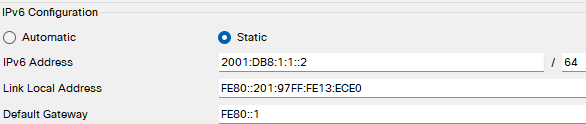 IPv6 Configuration
Automatic Static
IPv6 Address 2001:DB8:1:1::2 / 64
Link Local Address FE80::201:97FF:FE13:ECE0
Default Gateway FE80::1